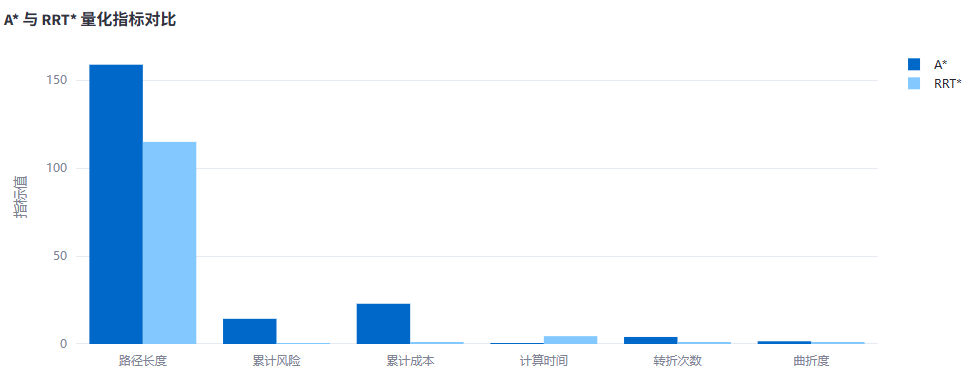 A* 与 RRT* 量化指标对比
A*
RRT*
指标值
150
100
50
0
路径长度
累计风险
累计成本
计算时间
转折次数
曲折度